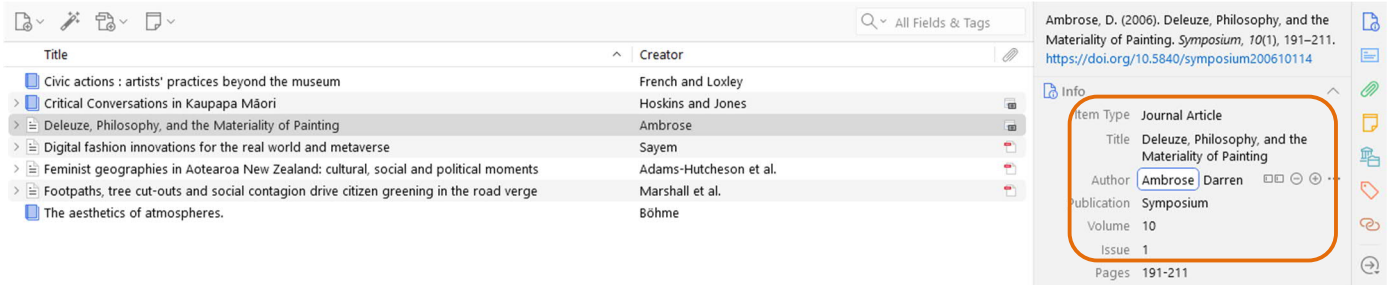 All Fields & Tags
Title Creator
Civic actions : artists' practices beyond the museum French and Loxley
Critical Conversations in Kaupapa Māori Hoskins and Jones
Deleuze, Philosophy, and the Materiality of Painting Ambrose
Digital fashion innovations for the real world and metaverse Sayem
Feminist geographies in Aotearoa New Zealand: cultural, social and political moments Adams-Hutcheson et al.
Footpaths, tree cut-outs and social contagion drive citizen greening in the road verge Marshall et al.
The aesthetics of atmospheres. Böhme
Ambrose, D. (2006). Deleuze, Philosophy, and the
Materiality of Painting. Symposium, 10(1), 191–211.
https://doi.org/10.5840/symposium200610114
Info
Item Type Journal Article
Title Deleuze, Philosophy, and the
Materiality of Painting
Author Ambrose Darren
Publication Symposium
Volume 10
Issue 1
Pages 191-211